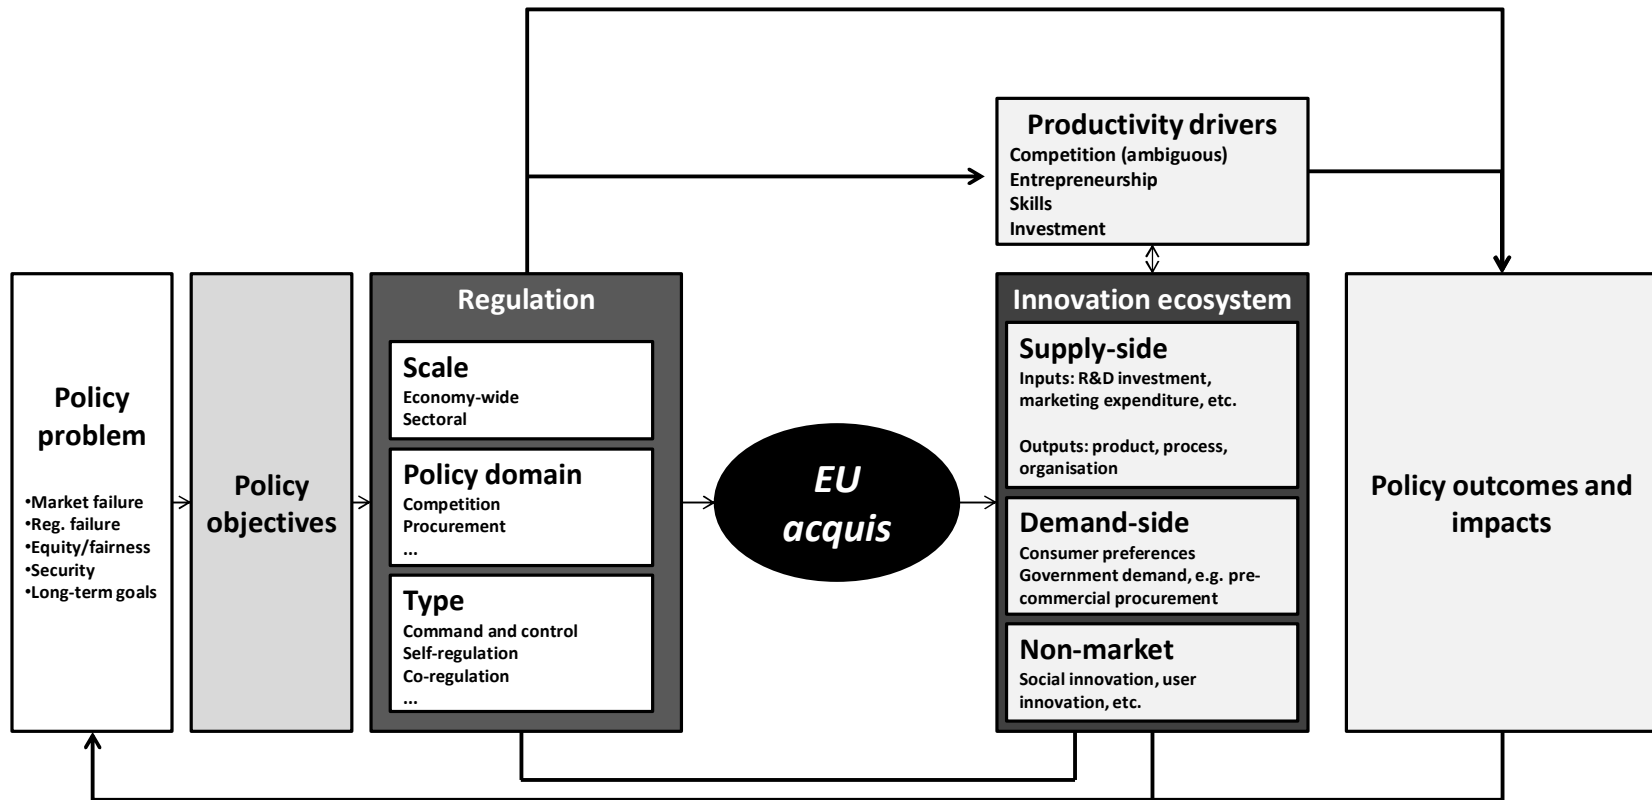 Productivity drivers
Competition (ambiguous)
Entrepreneurship
Skills
Investment
Policy
problem
•Market failure
•Reg. failure
•Equity/fairness
•Security
•Long-term goals
Policy
objectives
Regulation
Scale
Economy-wide
Sectoral
Policy domain
Competition
Procurement
...
Type
Command and control
Self-regulation
Co-regulation
...
EU
acquis
Innovation ecosystem
Supply-side
Inputs: R&D investment,
marketing expenditure, etc.
Outputs: product, process,
organisation
Demand-side
Consumer preferences
Government demand, e.g. pre-
commercial procurement
Non-market
Social innovation, user
innovation, etc.
Policy outcomes and
impacts